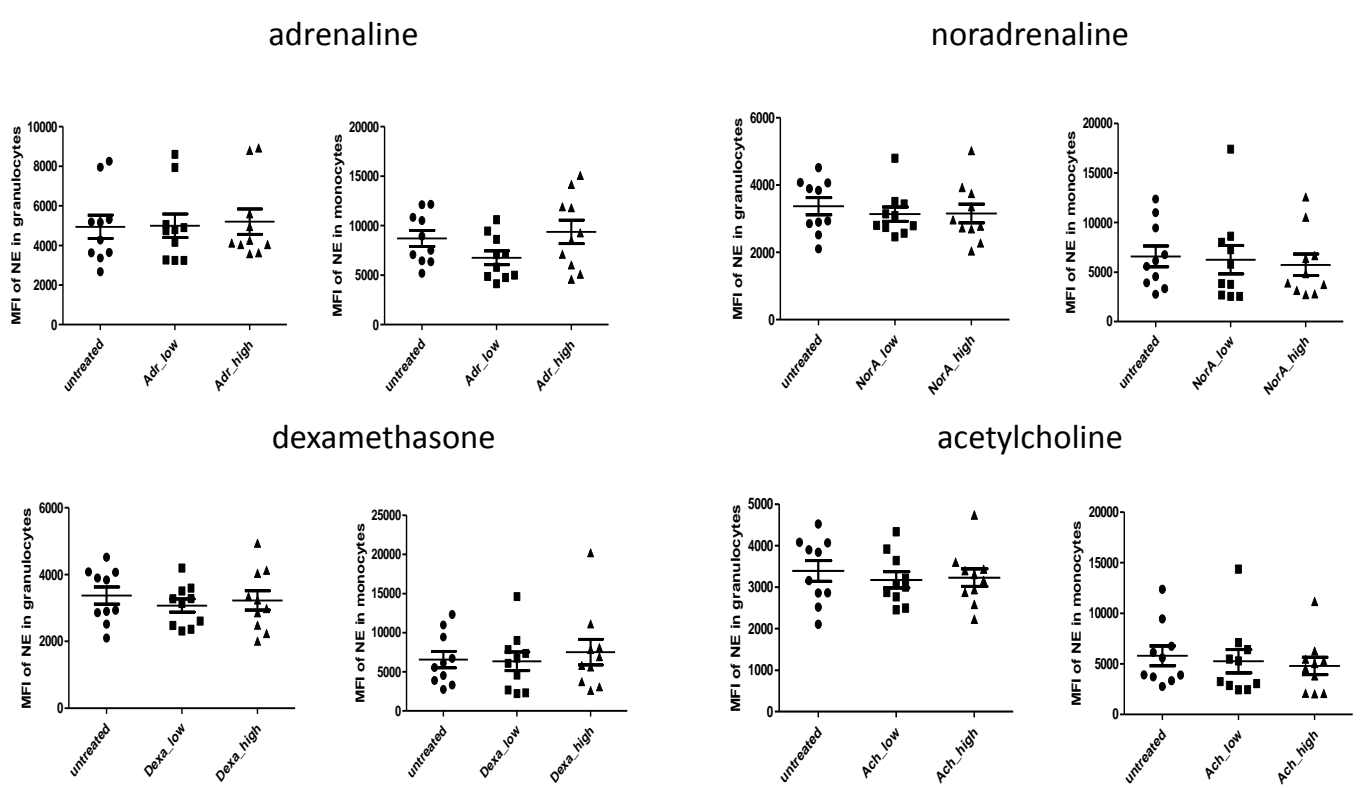 adrenaline
noradrenaline
MFI of NE in granulocytes
10000
8000
6000
4000
2000
0
untreated
Adr_low
Adr_high
MFI of NE in monocytes
20000
15000
10000
5000
0
untreated
Adr_low
Adr_high
MFI of NE in granulocytes
6000
4000
2000
0
untreated
NorA_low
NorA_high
MFI of NE in monocytes
20000
15000
10000
5000
0
untreated
NorA_low
NorA_high
dexamethasone
acetylcholine
MFI of NE in granulocytes
6000
4000
2000
0
untreated
Dexa_low
Dexa_high
MFI of NE in monocytes
25000
20000
15000
10000
5000
0
untreated
Dexa_low
Dexa_high
MFI of NE in granulocytes
5000
4000
3000
2000
1000
0
untreated
Ach_low
Ach_high
MFI of NE in monocytes
20000
15000
10000
5000
0
untreated
Ach_low
Ach_high